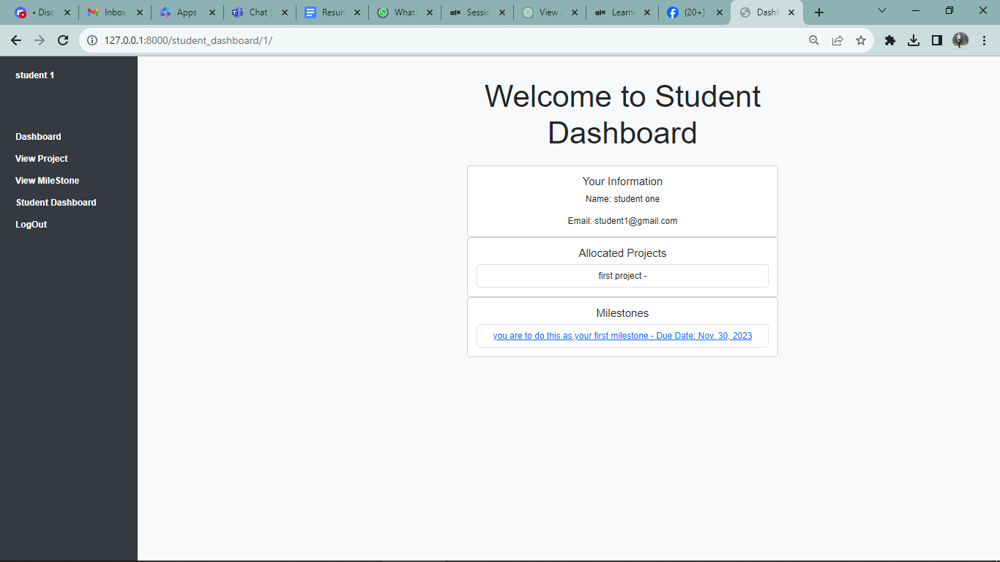 Disc
Inbox
Apps
Chat
Resun
What
Sessic
View
Learn
(20+)
Dasht
127.0.0.1:8000/student_dashboard/1/
student 1
Dashboard
View Project
View MileStone
Student Dashboard
LogOut
Welcome to Student
Dashboard
Your Information
Name: student one
Email: student1@gmail.com
Allocated Projects
first project -
Milestones
you are to do this as your first milestone - Due Date: Nov. 30, 2023